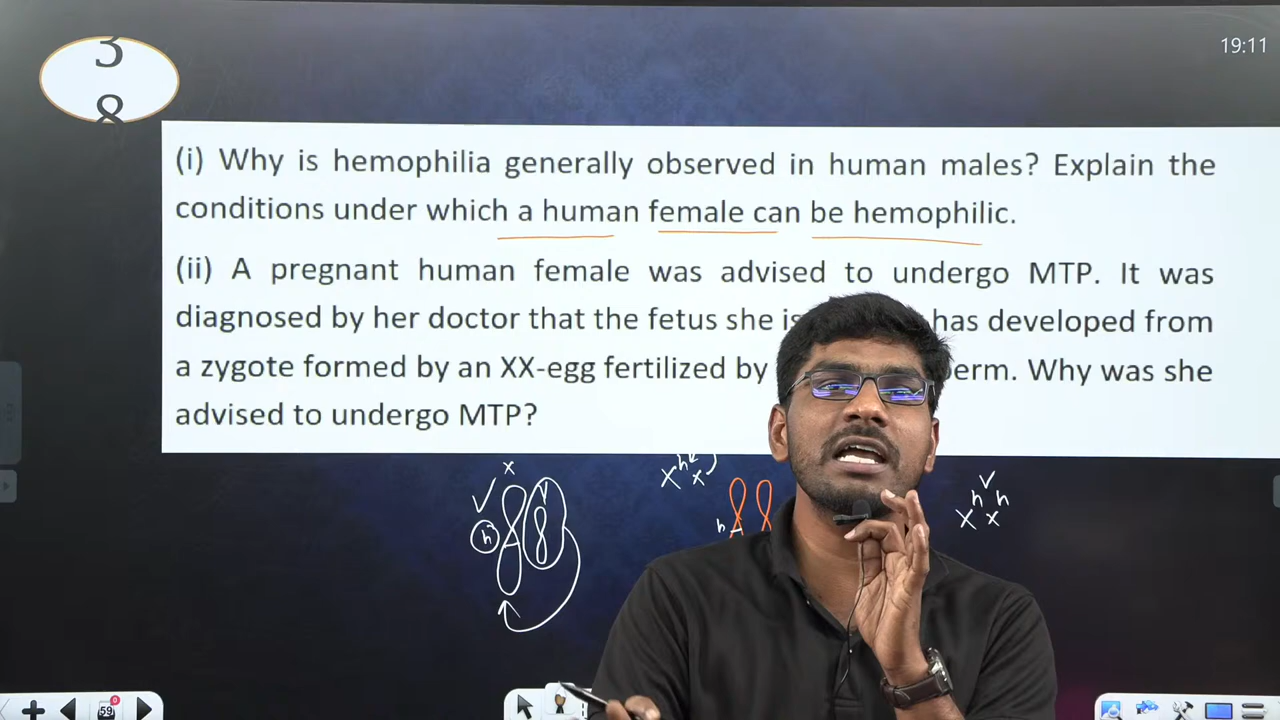 3
8
19:11
(i) Why is hemophilia generally observed in human males? Explain the
conditions under which a human female can be hemophilic.
(ii) A pregnant human female was advised to undergo MTP. It was
diagnosed by her doctor that the fetus she is has developed from
a zygote formed by an XX-egg fertilized by Why was she
advised to undergo MTP?
x
h
h
X x
h
h h
X x
59